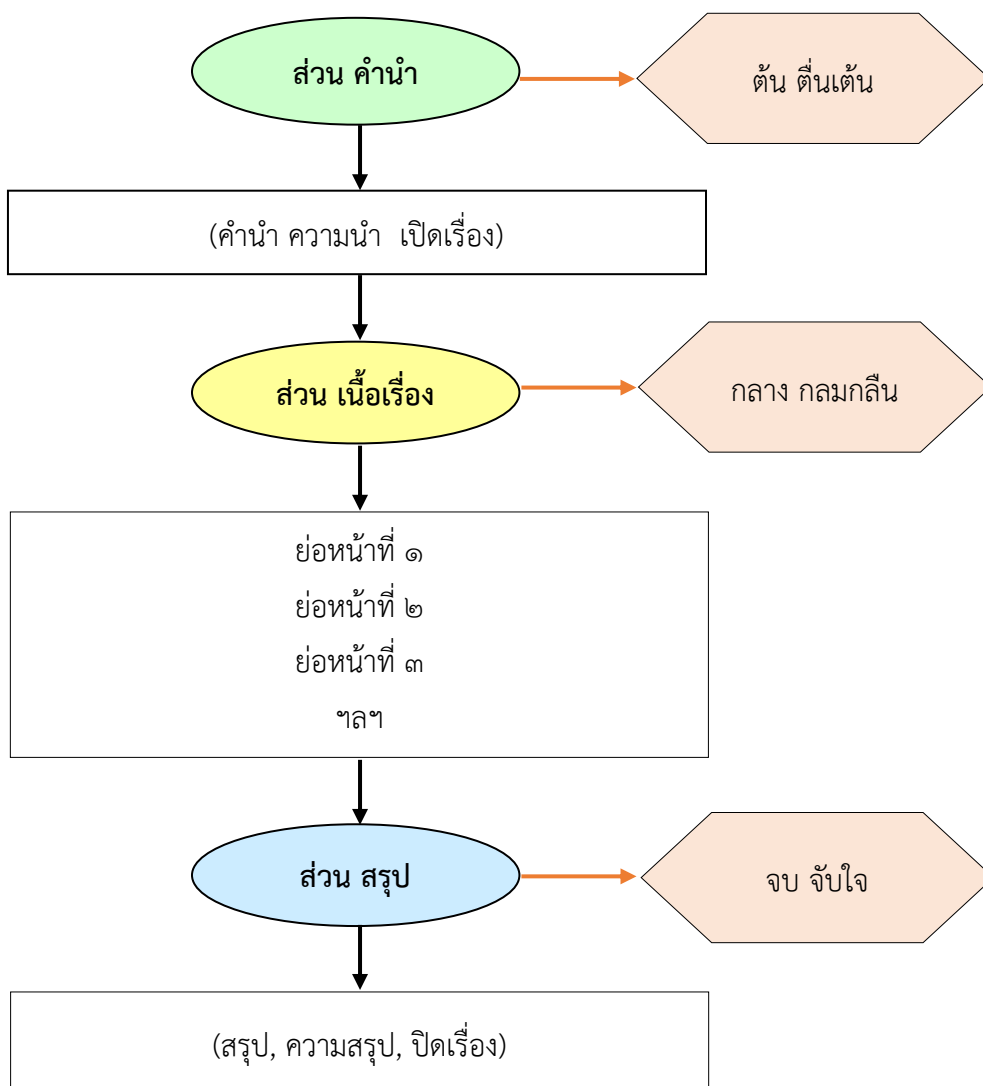 ส่วน คำนำ
ต้น ตื่นเต้น
(คำนำ ความนำ  เปิดเรื่อง)
ส่วน เนื้อเรื่อง
กลาง กลมกลืน
ย่อหน้าที่ ๑
ย่อหน้าที่ ๒
ย่อหน้าที่ ๓
ฯลฯ
ส่วน สรุป
จบ จับใจ
(สรุป, ความสรุป, ปิดเรื่อง)